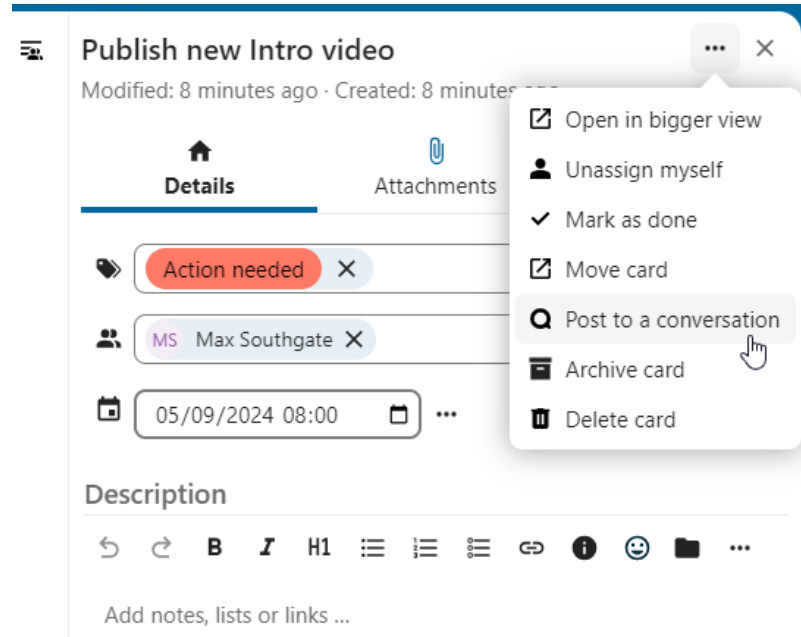 Publish new Intro video
Modified: 8 minutes ago · Created: 8 minutes ago
Open in bigger view
Unassign myself
Mark as done
Move card
Post to a conversation
Archive card
Delete card
Details
Attachments
Action needed
MS Max Southgate
05/09/2024 08:00
Description
B I H1
Add notes, lists or links ...